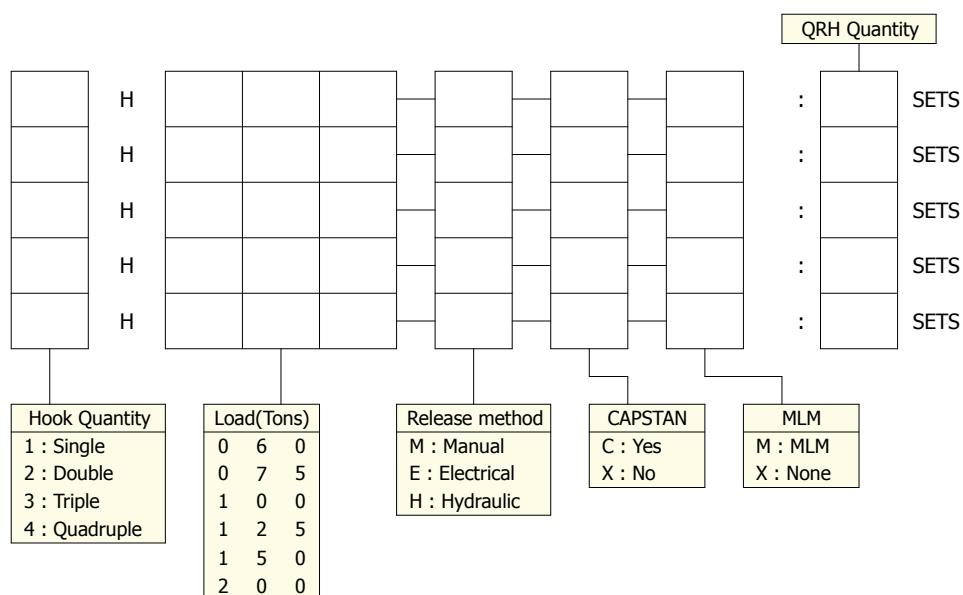 QRH Quantity
H : SETS
H : SETS
H : SETS
H : SETS
H : SETS
Hook Quantity
1 : Single
2 : Double
3 : Triple
4 : Quadruple
Load(Tons)
0 6 0
0 7 5
1 0 0
1 2 5
1 5 0
2 0 0
Release method
M : Manual
E : Electrical
H : Hydraulic
CAPSTAN
C : Yes
X : No
MLM
M : MLM
X : None